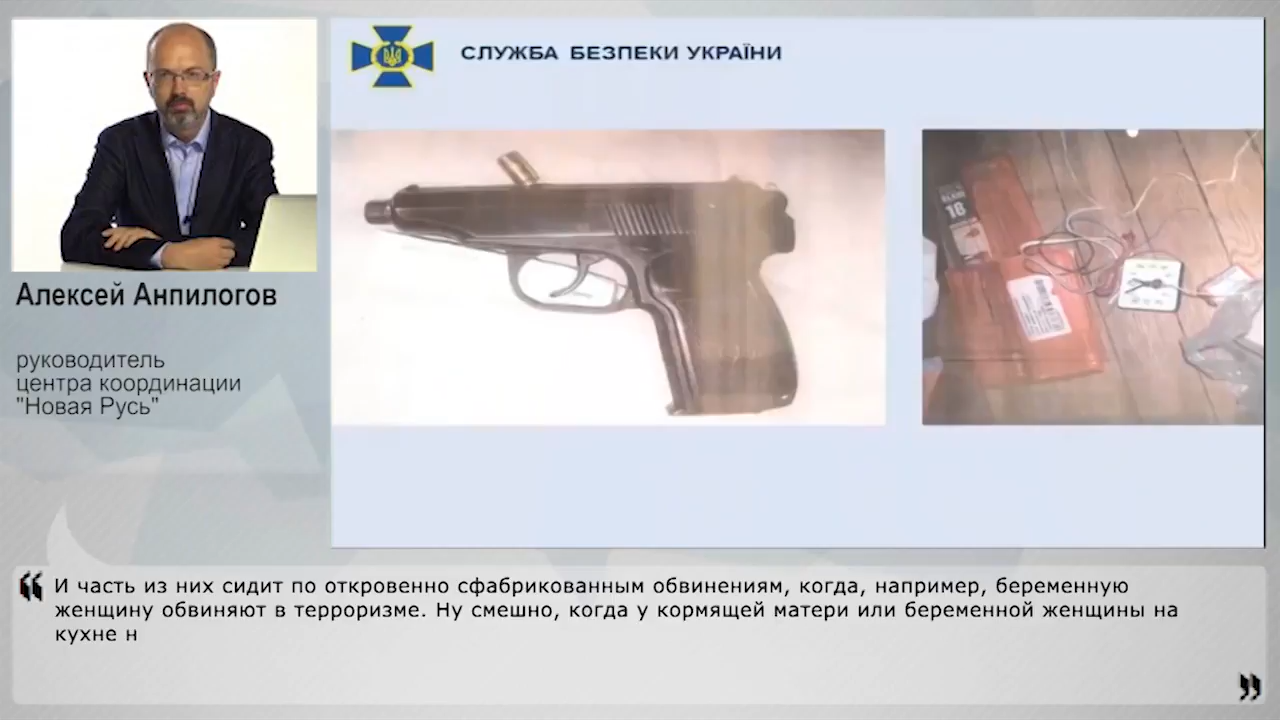 СЛУЖБА БЕЗПЕКИ УКРАЇНИ
18
Алексей Анпилогов
руководитель
центра координации
"Новая Русь"
“ И часть из них сидит по откровенно сфабрикованным обвинениям, когда, например, беременную
женщину обвиняют в терроризме. Ну смешно, когда у кормящей матери или беременной женщины на
кухне н
”